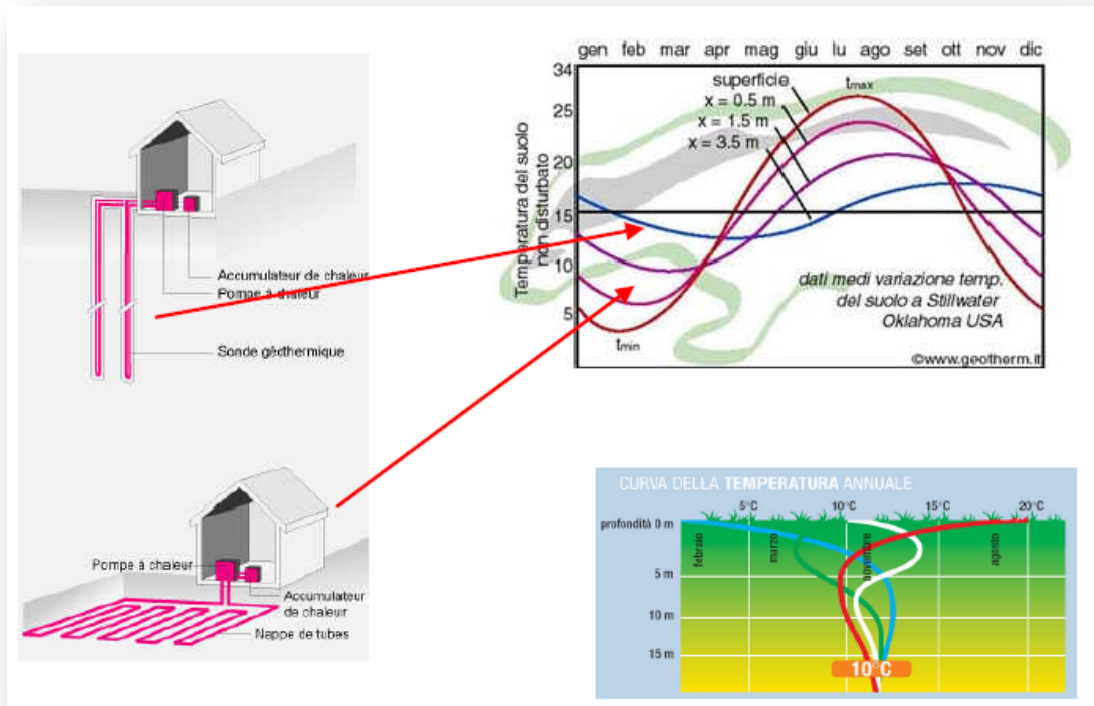 Accumulateur de chaleur
Pompe à chaleur
Sonde géothermique
Pompe à chaleur
Accumulateur
de chaleur
Nappe de tubes
gen feb mar apr mag giu lu ago set ott nov dic
Temperatura del suolo
non disturbato
34
25
20
15
10
5
superficie
x = 0.5 m
x = 1.5 m
x = 3.5 m
tmax
tmin
dati medi variazione temp.
del suolo a Stillwater
Oklahoma USA
©www.geotherm.it
CURVA DELLA TEMPERATURA ANNUALE
5°C 10°C 15°C 20°C
profondità 0 m
febraio
marzo
novembre
agosto
5 m
10 m
15 m
10°C